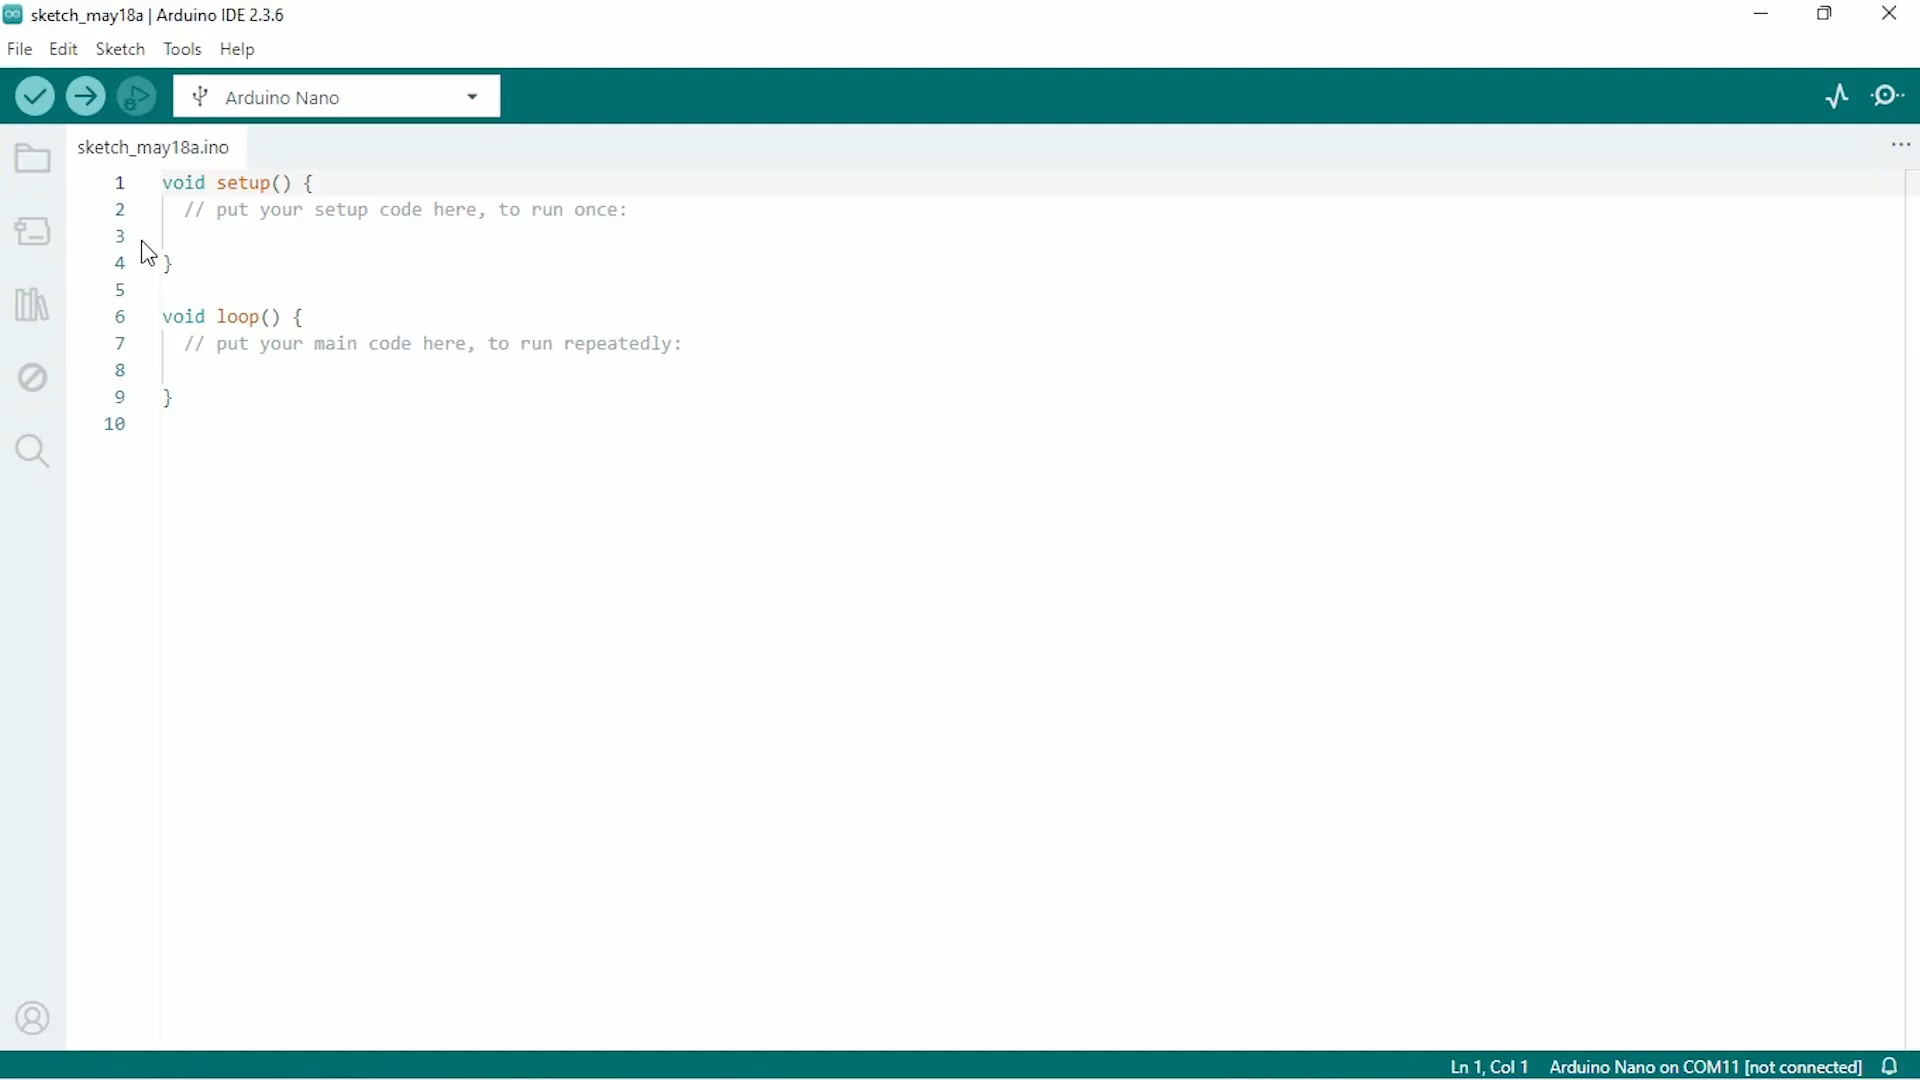 sketch_may18a | Arduino IDE 2.3.6
File Edit Sketch Tools Help
Arduino Nano
sketch_may18a.ino
1 void setup() {
2 // put your setup code here, to run once:
3
4 }
5
6 void loop() {
7 // put your main code here, to run repeatedly:
8
9 }
10
Ln 1, Col 1 Arduino Nano on COM11 [not connected]